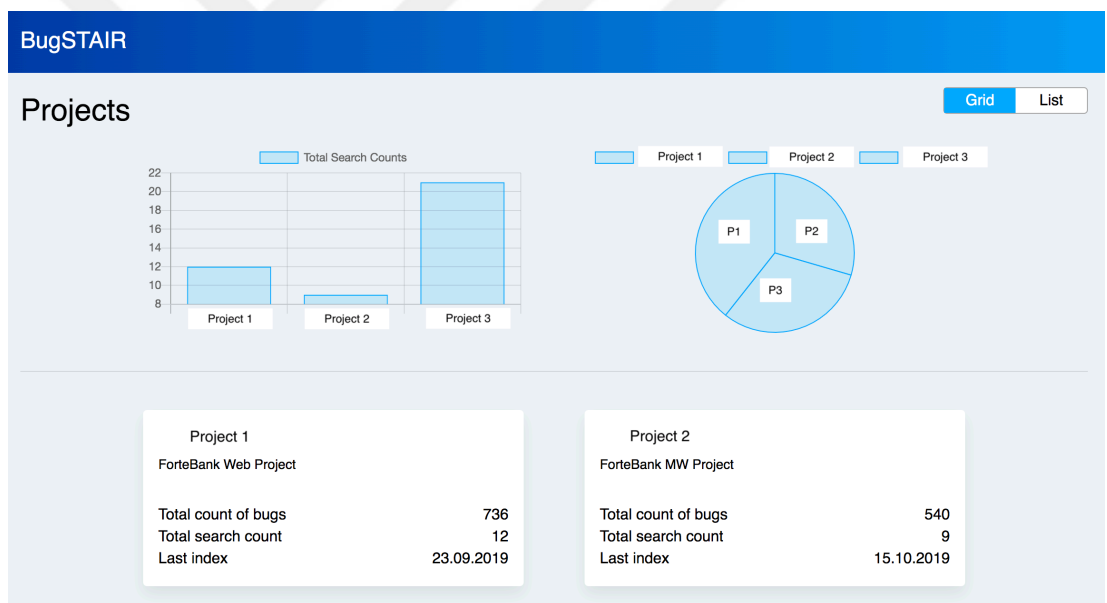 BugSTAIR
Projects
Grid List
Total Search Counts
22
20
18
16
14
12
10
8
Project 1 Project 2 Project 3
Project 1 Project 2 Project 3
P1 P2
P3
Project 1
ForteBank Web Project
Total count of bugs 736
Total search count 12
Last index 23.09.2019
Project 2
ForteBank MW Project
Total count of bugs 540
Total search count 9
Last index 15.10.2019